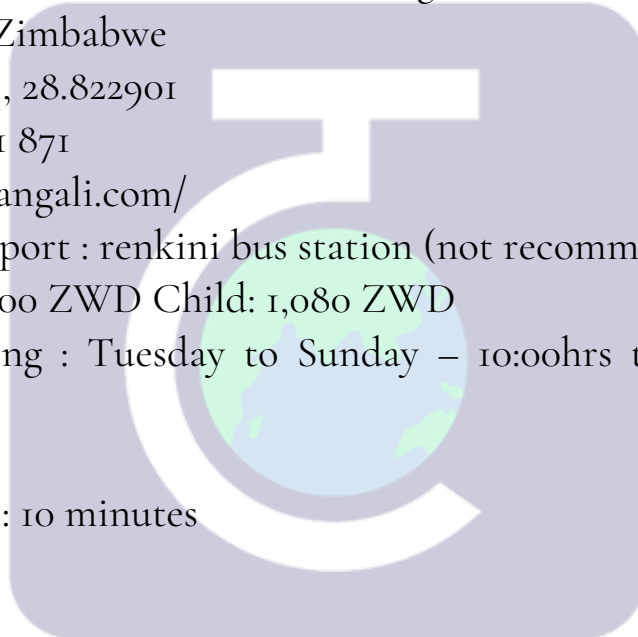 Zimbabwe
, 28.822901
1 871
angali.com/
port : renkini bus station (not recomm
00 ZWD Child: 1,080 ZWD
ng : Tuesday to Sunday – 10:00hrs t
: 10 minutes